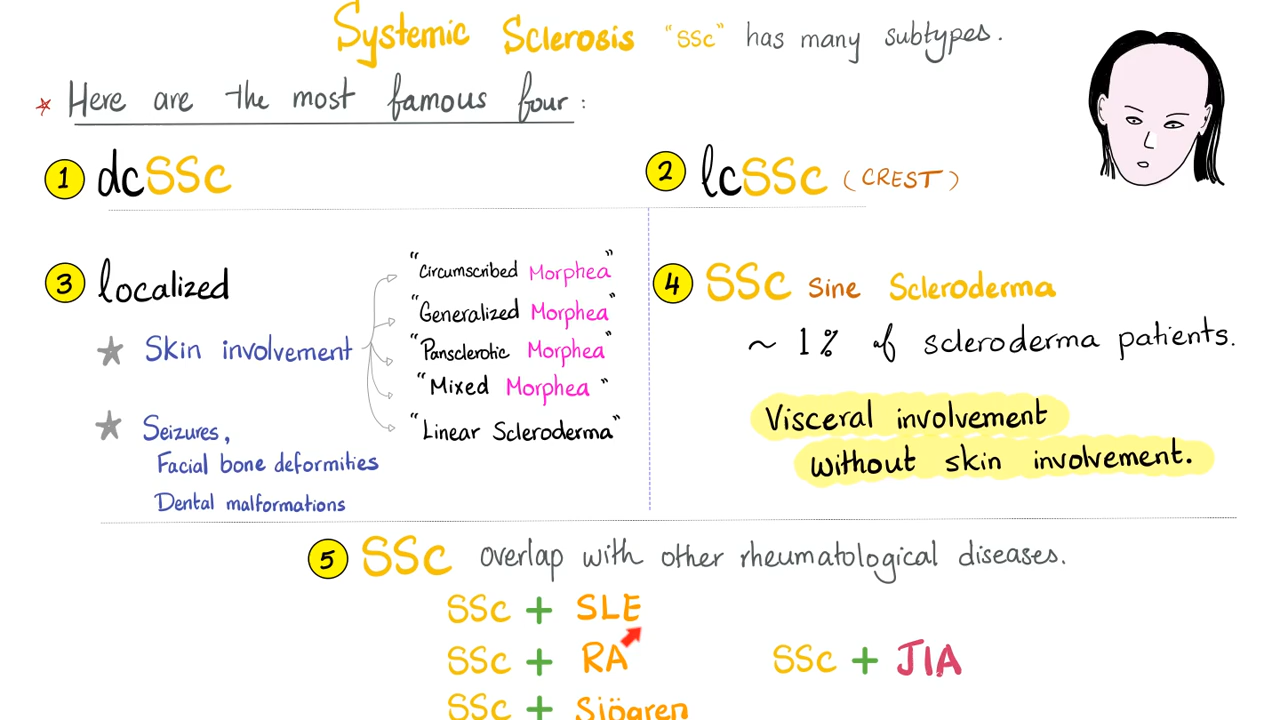 Systemic Sclerosis "SSc" has many subtypes.
* Here are the most famous four:
1 dcSSc
2 lcSSc (CREST)
3 localized
* Skin involvement
"Circumscribed Morphea"
"Generalized Morphea"
"Pansclerotic Morphea"
"Mixed Morphea"
"Linear Scleroderma"
* Seizures,
Facial bone deformities
Dental malformations
4 SSc Sine Scleroderma
~ 1% of scleroderma patients.
Visceral involvement
without skin involvement.
5 SSc overlap with other rheumatological diseases.
SSc + SLE
SSc + RA
SSc + JIA
SSc + Sjögren